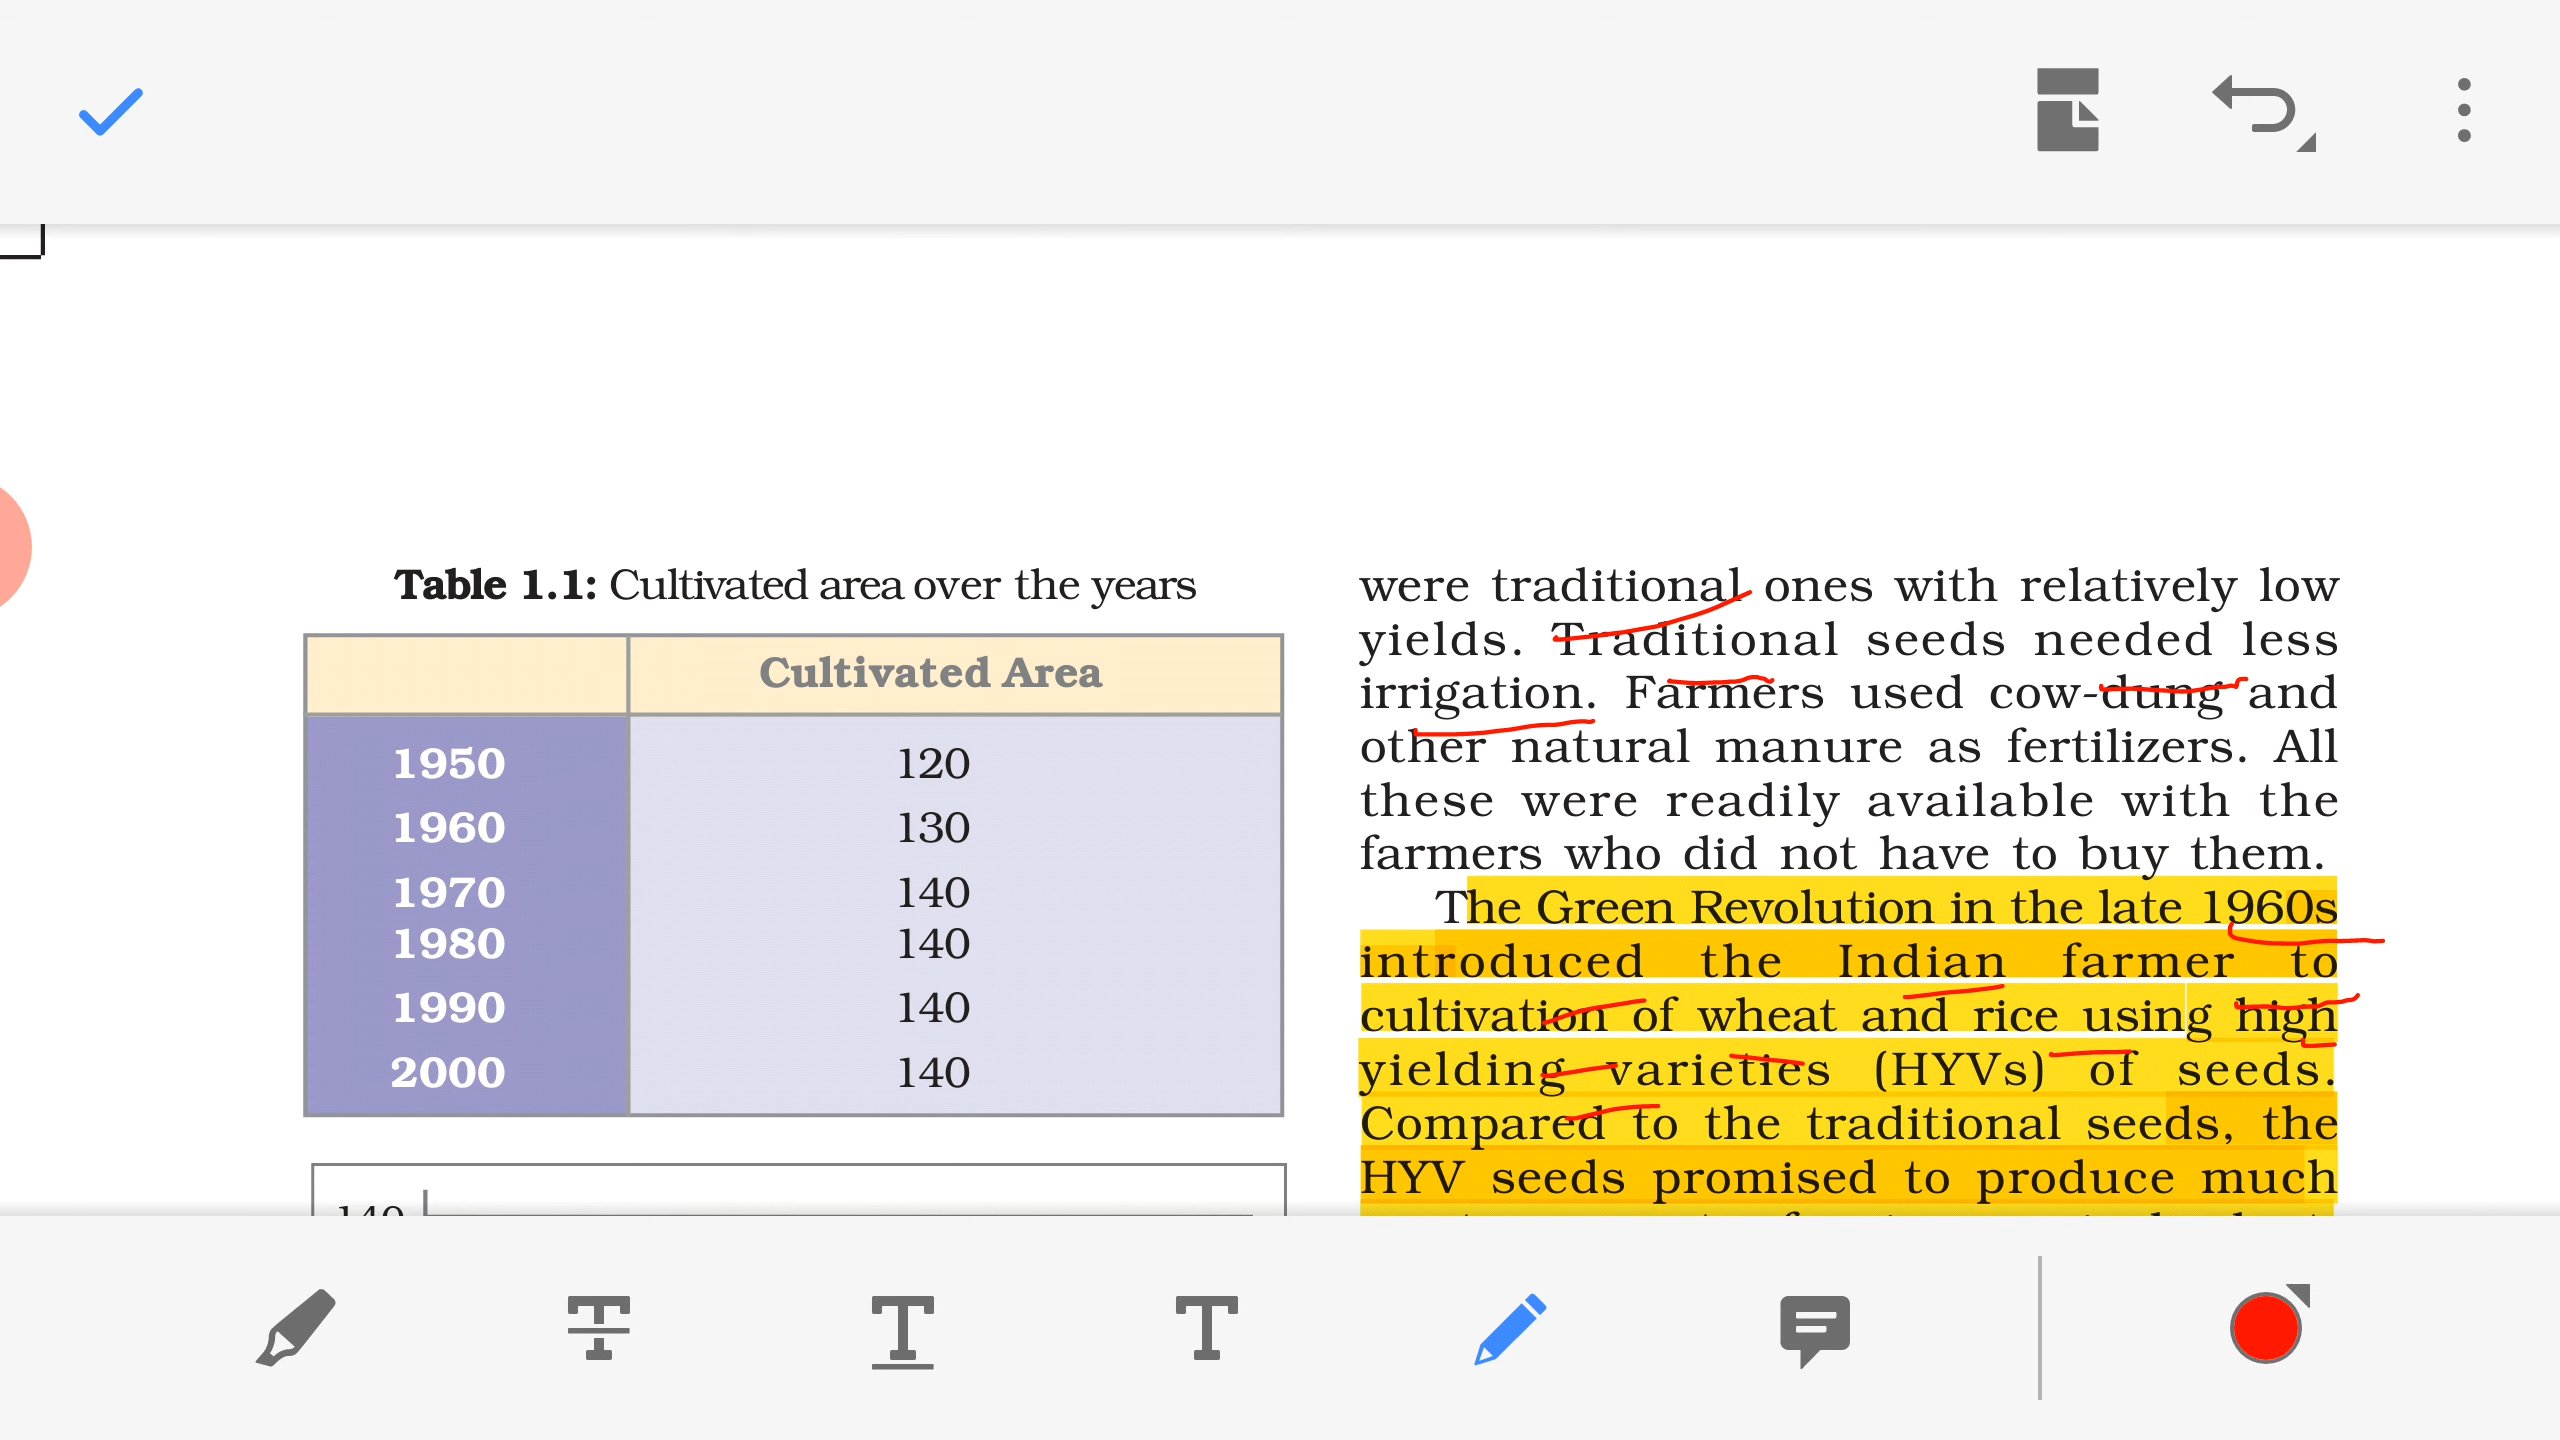 Table 1.1: Cultivated area over the years
Cultivated Area
1950 120
1960 130
1970 140
1980 140
1990 140
2000 140
140
were traditional ones with relatively low
yields. Traditional seeds needed less
irrigation. Farmers used cow-dung and
other natural manure as fertilizers. All
these were readily available with the
farmers who did not have to buy them.
The Green Revolution in the late 1960s
introduced the Indian farmer to
cultivation of wheat and rice using high
yielding varieties (HYVs) of seeds.
Compared to the traditional seeds, the
HYV seeds promised to produce much